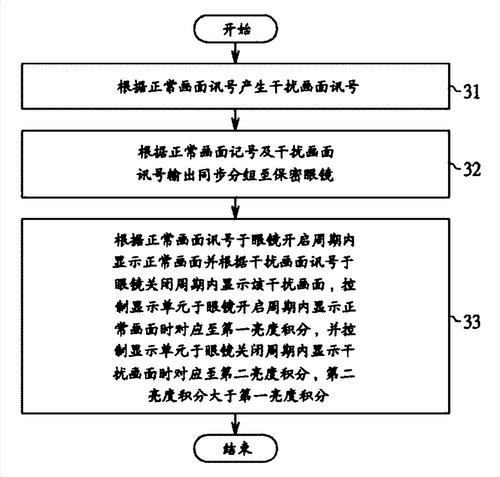 开始
根据正常画面讯号产生干扰画面讯号
31
根据正常画面记号及干扰画面
讯号输出同步分组至保密眼镜
32
根据正常画面讯号于眼镜开启周期内
显示正常画面并根据干扰画面讯号于
眼镜关闭周期内显示该干扰画面，控
制显示单元于眼镜开启周期内显示正
常画面时对应至第一亮度积分，并控
制显示单元于眼镜关闭周期内显示干
扰画面时对应至第二亮度积分，第二
亮度积分大于第一亮度积分
33
结束